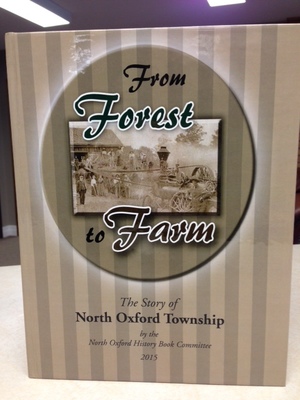 From
Forest
to Farm
The Story of
North Oxford Township
by the
North Oxford History Book Committee
2015